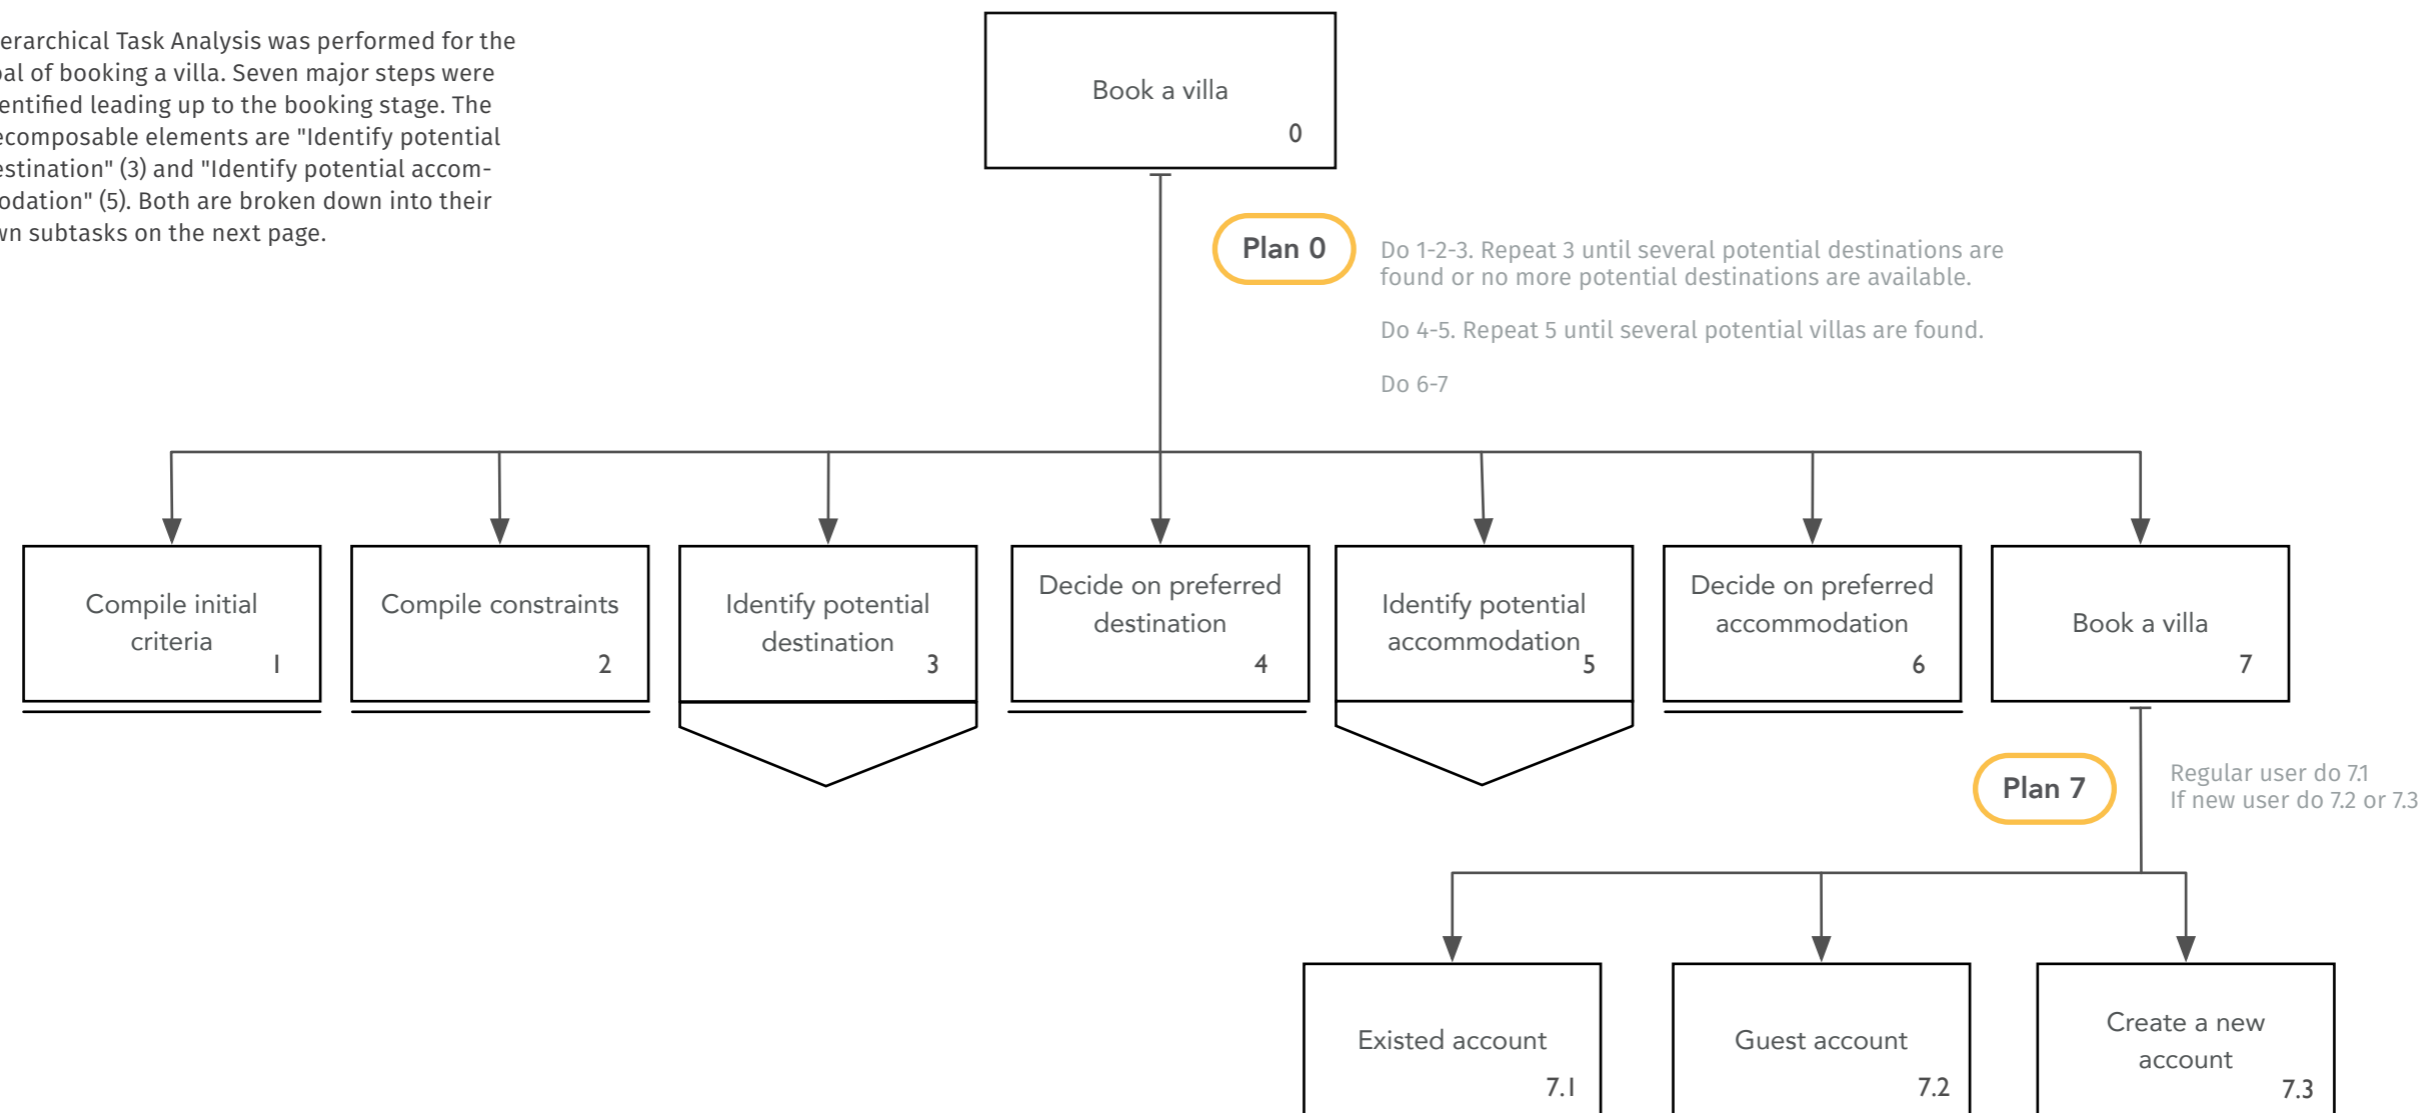 erarchical Task Analysis was performed for the
oal of booking a villa. Seven major steps were
entified leading up to the booking stage. The
ecomposable elements are "Identify potential
estination" (3) and "Identify potential accom-
odation" (5). Both are broken down into their
wn subtasks on the next page.
Book a villa
0
Plan 0
Do 1-2-3. Repeat 3 until several potential destinations are
found or no more potential destinations are available.
Do 4-5. Repeat 5 until several potential villas are found.
Do 6-7
Compile initial
criteria
1
Compile constraints
2
Identify potential
destination
3
Decide on preferred
destination
4
Identify potential
accommodation
5
Decide on preferred
accommodation
6
Book a villa
7
Plan 7
Regular user do 7.1
If new user do 7.2 or 7.3
Existed account
7.1
Guest account
7.2
Create a new
account
7.3